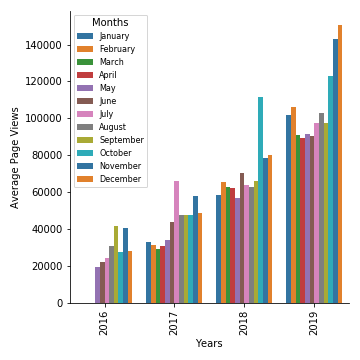 Months
January
February
March
April
May
June
July
August
September
October
November
December
Average Page Views
140000
120000
100000
80000
60000
40000
20000
0
2016
2017
2018
2019
Years